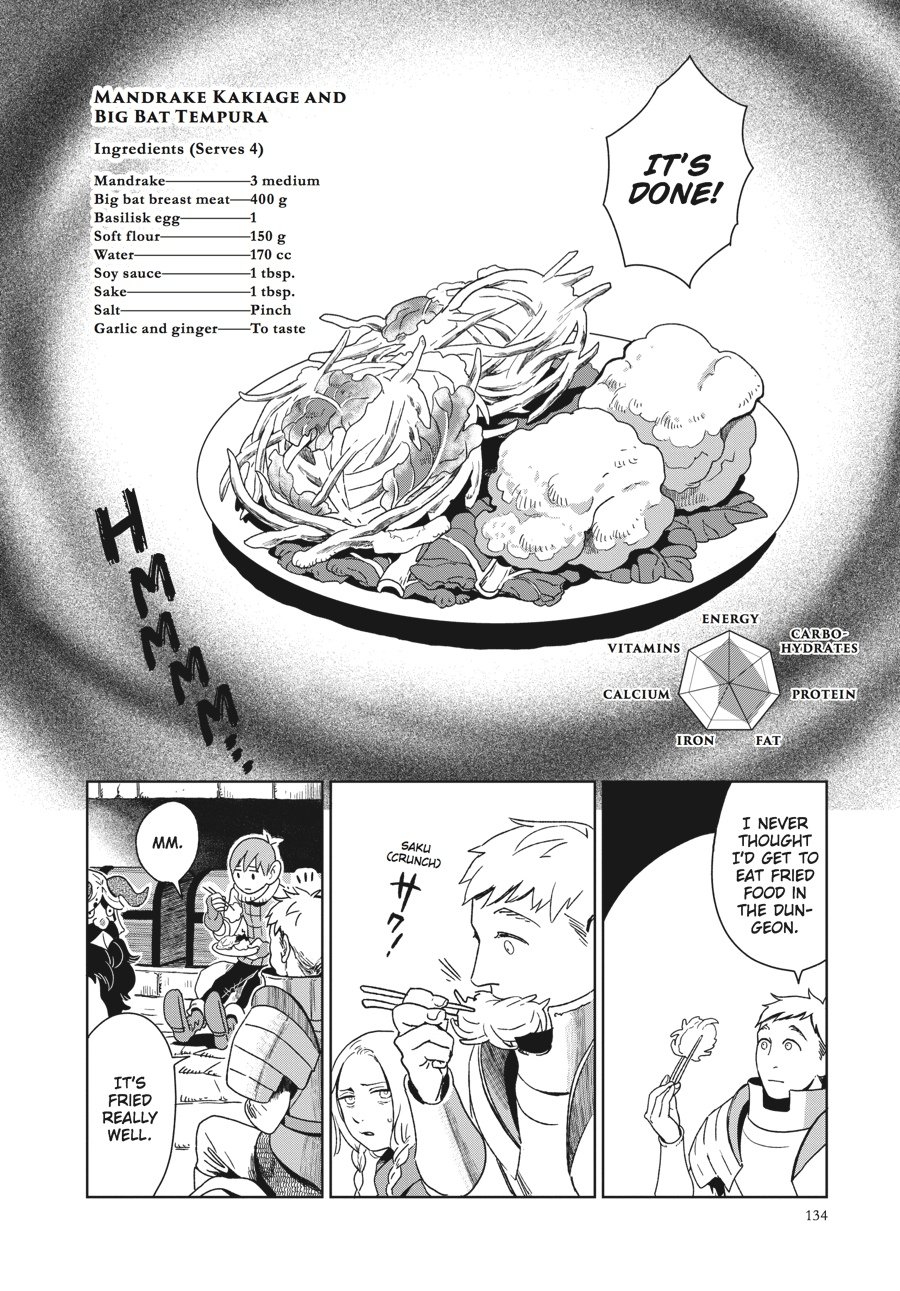 MANDRAKE KAKIAGE AND
BIG BAT TEMPURA
Ingredients (Serves 4)
Mandrake 3 medium
Big bat breast meat 400 g
Basilisk egg 1
Soft flour 150 g
Water 170 cc
Soy sauce 1 tbsp.
Sake 1 tbsp.
Salt Pinch
Garlic and ginger To taste
IT'S
DONE!
HMMMM...
ENERGY
CARBO-
HYDRATES
PROTEIN
FAT
IRON
CALCIUM
VITAMINS
I NEVER
THOUGHT
I'D GET TO
EAT FRIED
FOOD IN
THE DUN-
GEON.
SAKU
(CRUNCH)
サクッ
MM.
IT'S
FRIED
REALLY
WELL.
134